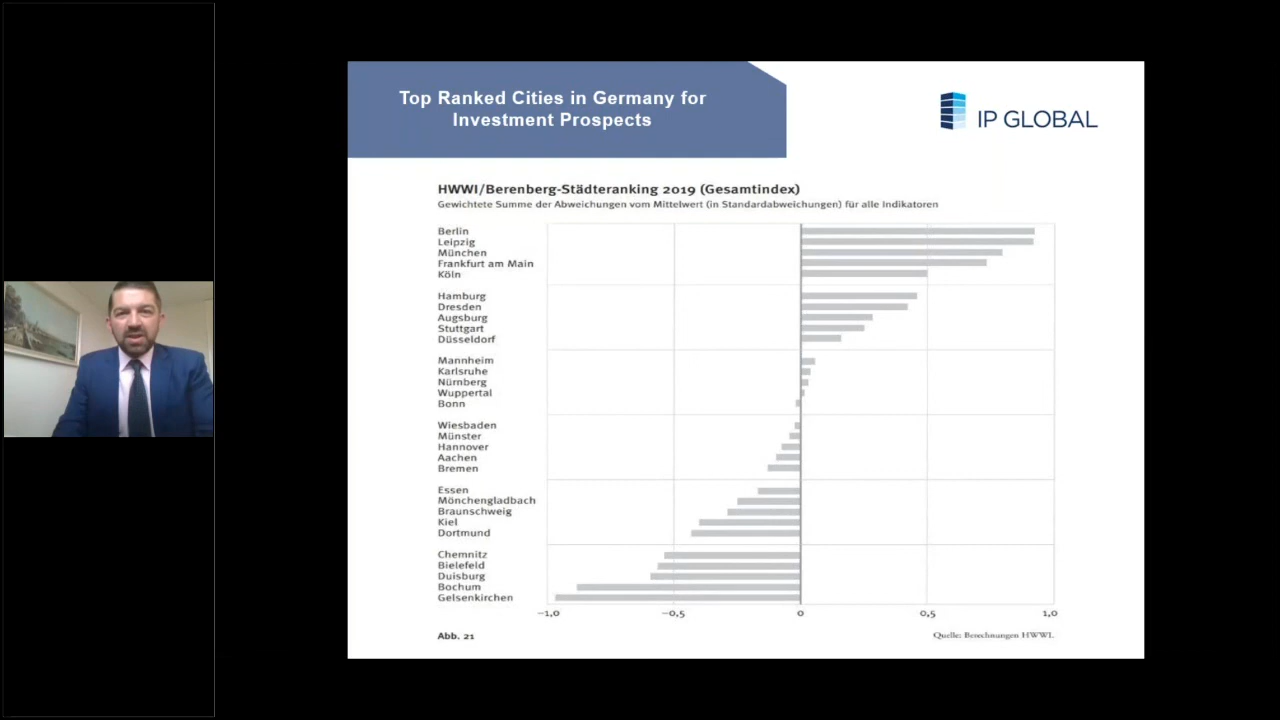 Top Ranked Cities in Germany for
Investment Prospects
IP GLOBAL
HWWI/Berenberg-Städteranking 2019 (Gesamtindex)
Gewichtete Summe der Abweichungen vom Mittelwert (in Standardabweichungen) für alle Indikatoren
Berlin
Leipzig
München
Frankfurt am Main
Köln
Hamburg
Dresden
Augsburg
Stuttgart
Düsseldorf
Mannheim
Karlsruhe
Nürnberg
Wuppertal
Bonn
Wiesbaden
Münster
Hannover
Aachen
Bremen
Essen
Mönchengladbach
Braunschweig
Kiel
Dortmund
Chemnitz
Bielefeld
Duisburg
Bochum
Gelsenkirchen
−1,0 −0,5 0 0,5 1,0
Abb. 21 Quelle: Berechnungen HWWI.